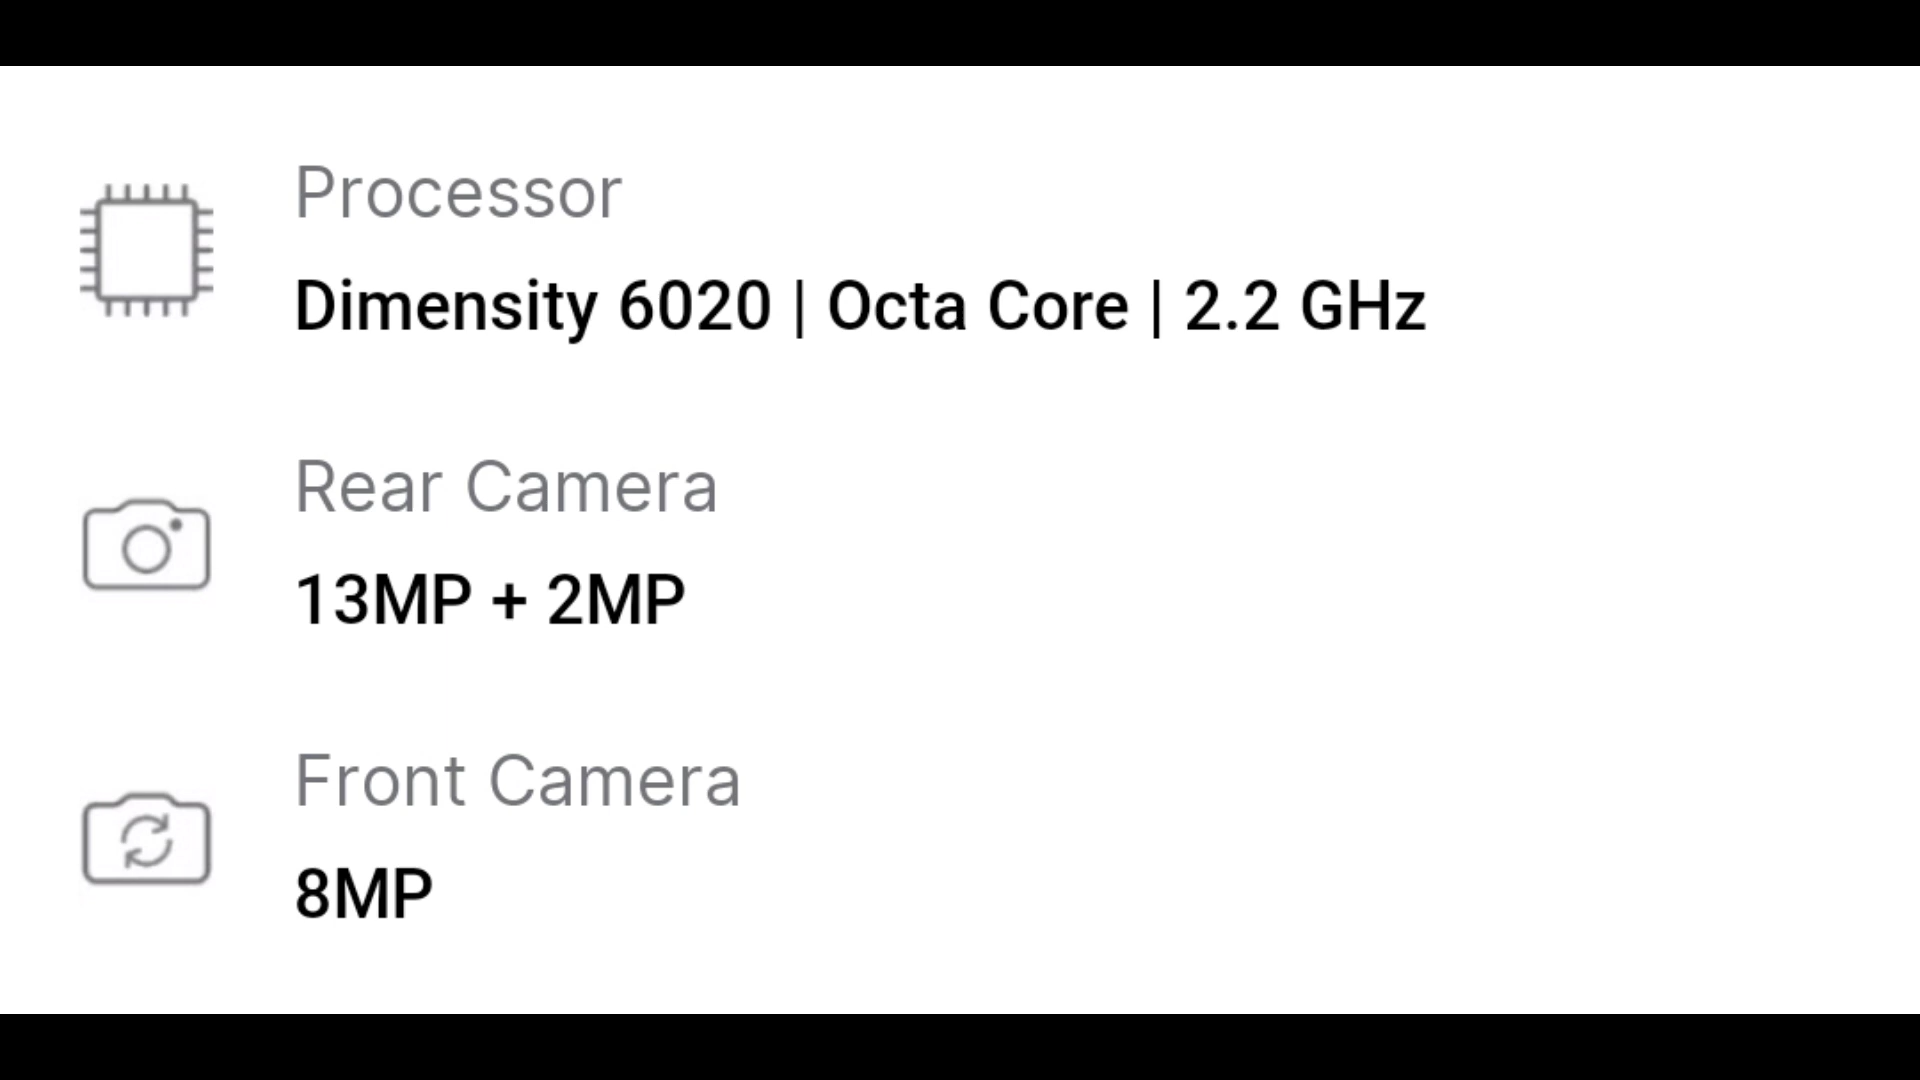 Processor
Dimensity 6020 | Octa Core | 2.2 GHz
Rear Camera
13MP + 2MP
Front Camera
8MP